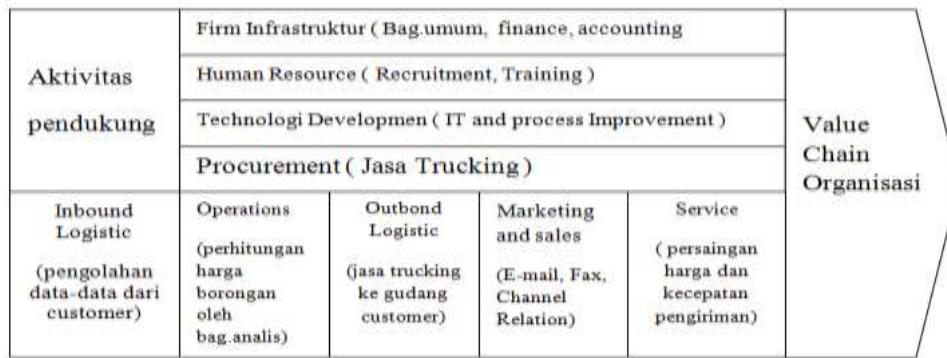 Aktivitas
pendukung
Firm Infrastruktur ( Bag.umum, finance, accounting
Human Resource ( Recruitment, Training )
Technologi Developmen ( IT and process Improvement )
Procurement ( Jasa Trucking )
Value
Chain
Organisasi
Inbound
Logistic
(pengolahan
data-data dari
customer)
Operations
(perhitungan
harga
borongan
oleh
bag.analis)
Outbond
Logistic
(jasa trucking
ke gudang
customer)
Marketing
and sales
(E-mail, Fax,
Channel
Relation)
Service
( persaingan
harga dan
kecepatan
pengiriman)